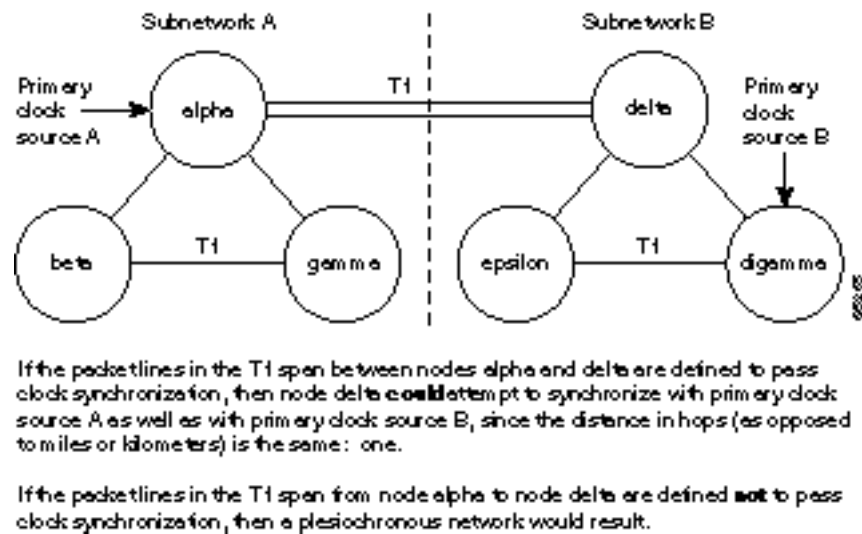 Subnetwork A
Subnetwork B
Primary
clock
source A
alpha
T1
delta
Primary
clock
source B
beta
T1
gamma
epsilon
T1
digamma
If the packet lines in the T1 span between nodes alpha and delta are defined to pass
clock synchronization, then node delta could attempt to synchronize with primary clock
source A as well as with primary clock source B, since the distance in hops (as opposed
to miles or kilometers) is the same: one.
If the packet lines in the T1 span from node alpha to node delta are defined not to pass
clock synchronization, then a plesiochronous network would result.